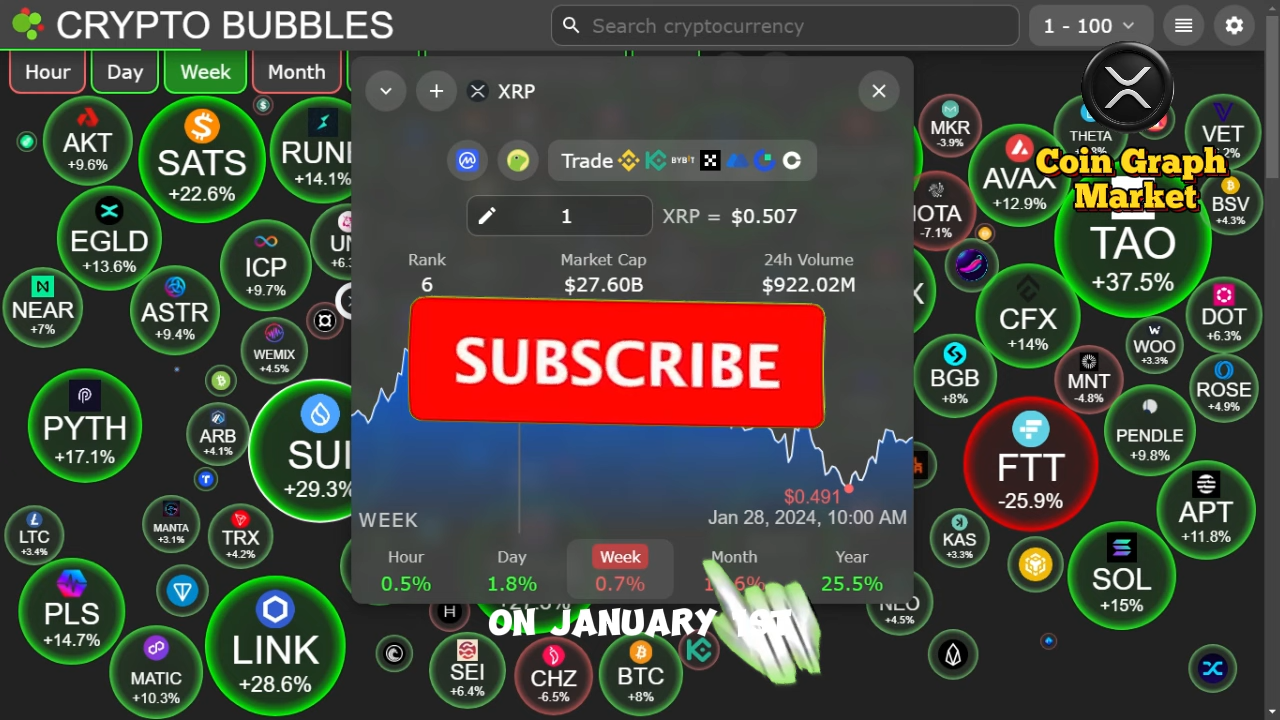 CRYPTO BUBBLES
Search cryptocurrency
1 - 100
Hour
Day
Week
Month
XRP
Trade
BYBIT
1
XRP = $0.507
Rank
Market Cap
24h Volume
6
$27.60B
$922.02M
SUBSCRIBE
$0.491
WEEK
Jan 28, 2024, 10:00 AM
Hour
Day
Week
Month
Year
0.5%
1.8%
0.7%
25.5%
ON JANUARY 1ST
Coin Graph
Market
AKT
+9.6%
SATS
+22.6%
RUNE
+14.1%
EGLD
+13.6%
ICP
+9.7%
NEAR
+7%
ASTR
+9.4%
WEMIX
+4.5%
PYTH
+17.1%
ARB
+4.1%
SUI
+29.3%
LTC
+3.4%
MANTA
+3.1%
TRX
+4.2%
PLS
+14.7%
LINK
+28.6%
MATIC
+10.3%
SEI
+6.4%
CHZ
-6.5%
BTC
+8%
MKR
-3.9%
THETA
VET
AVAX
+12.9%
BSV
+4.3%
IOTA
-7.1%
TAO
+37.5%
CFX
+14%
DOT
+6.3%
WOO
+3.3%
BGB
+8%
MNT
-4.8%
ROSE
+4.9%
PENDLE
+9.8%
FTT
-25.9%
APT
+11.8%
KAS
+3.3%
SOL
+15%
NEO
+4.5%